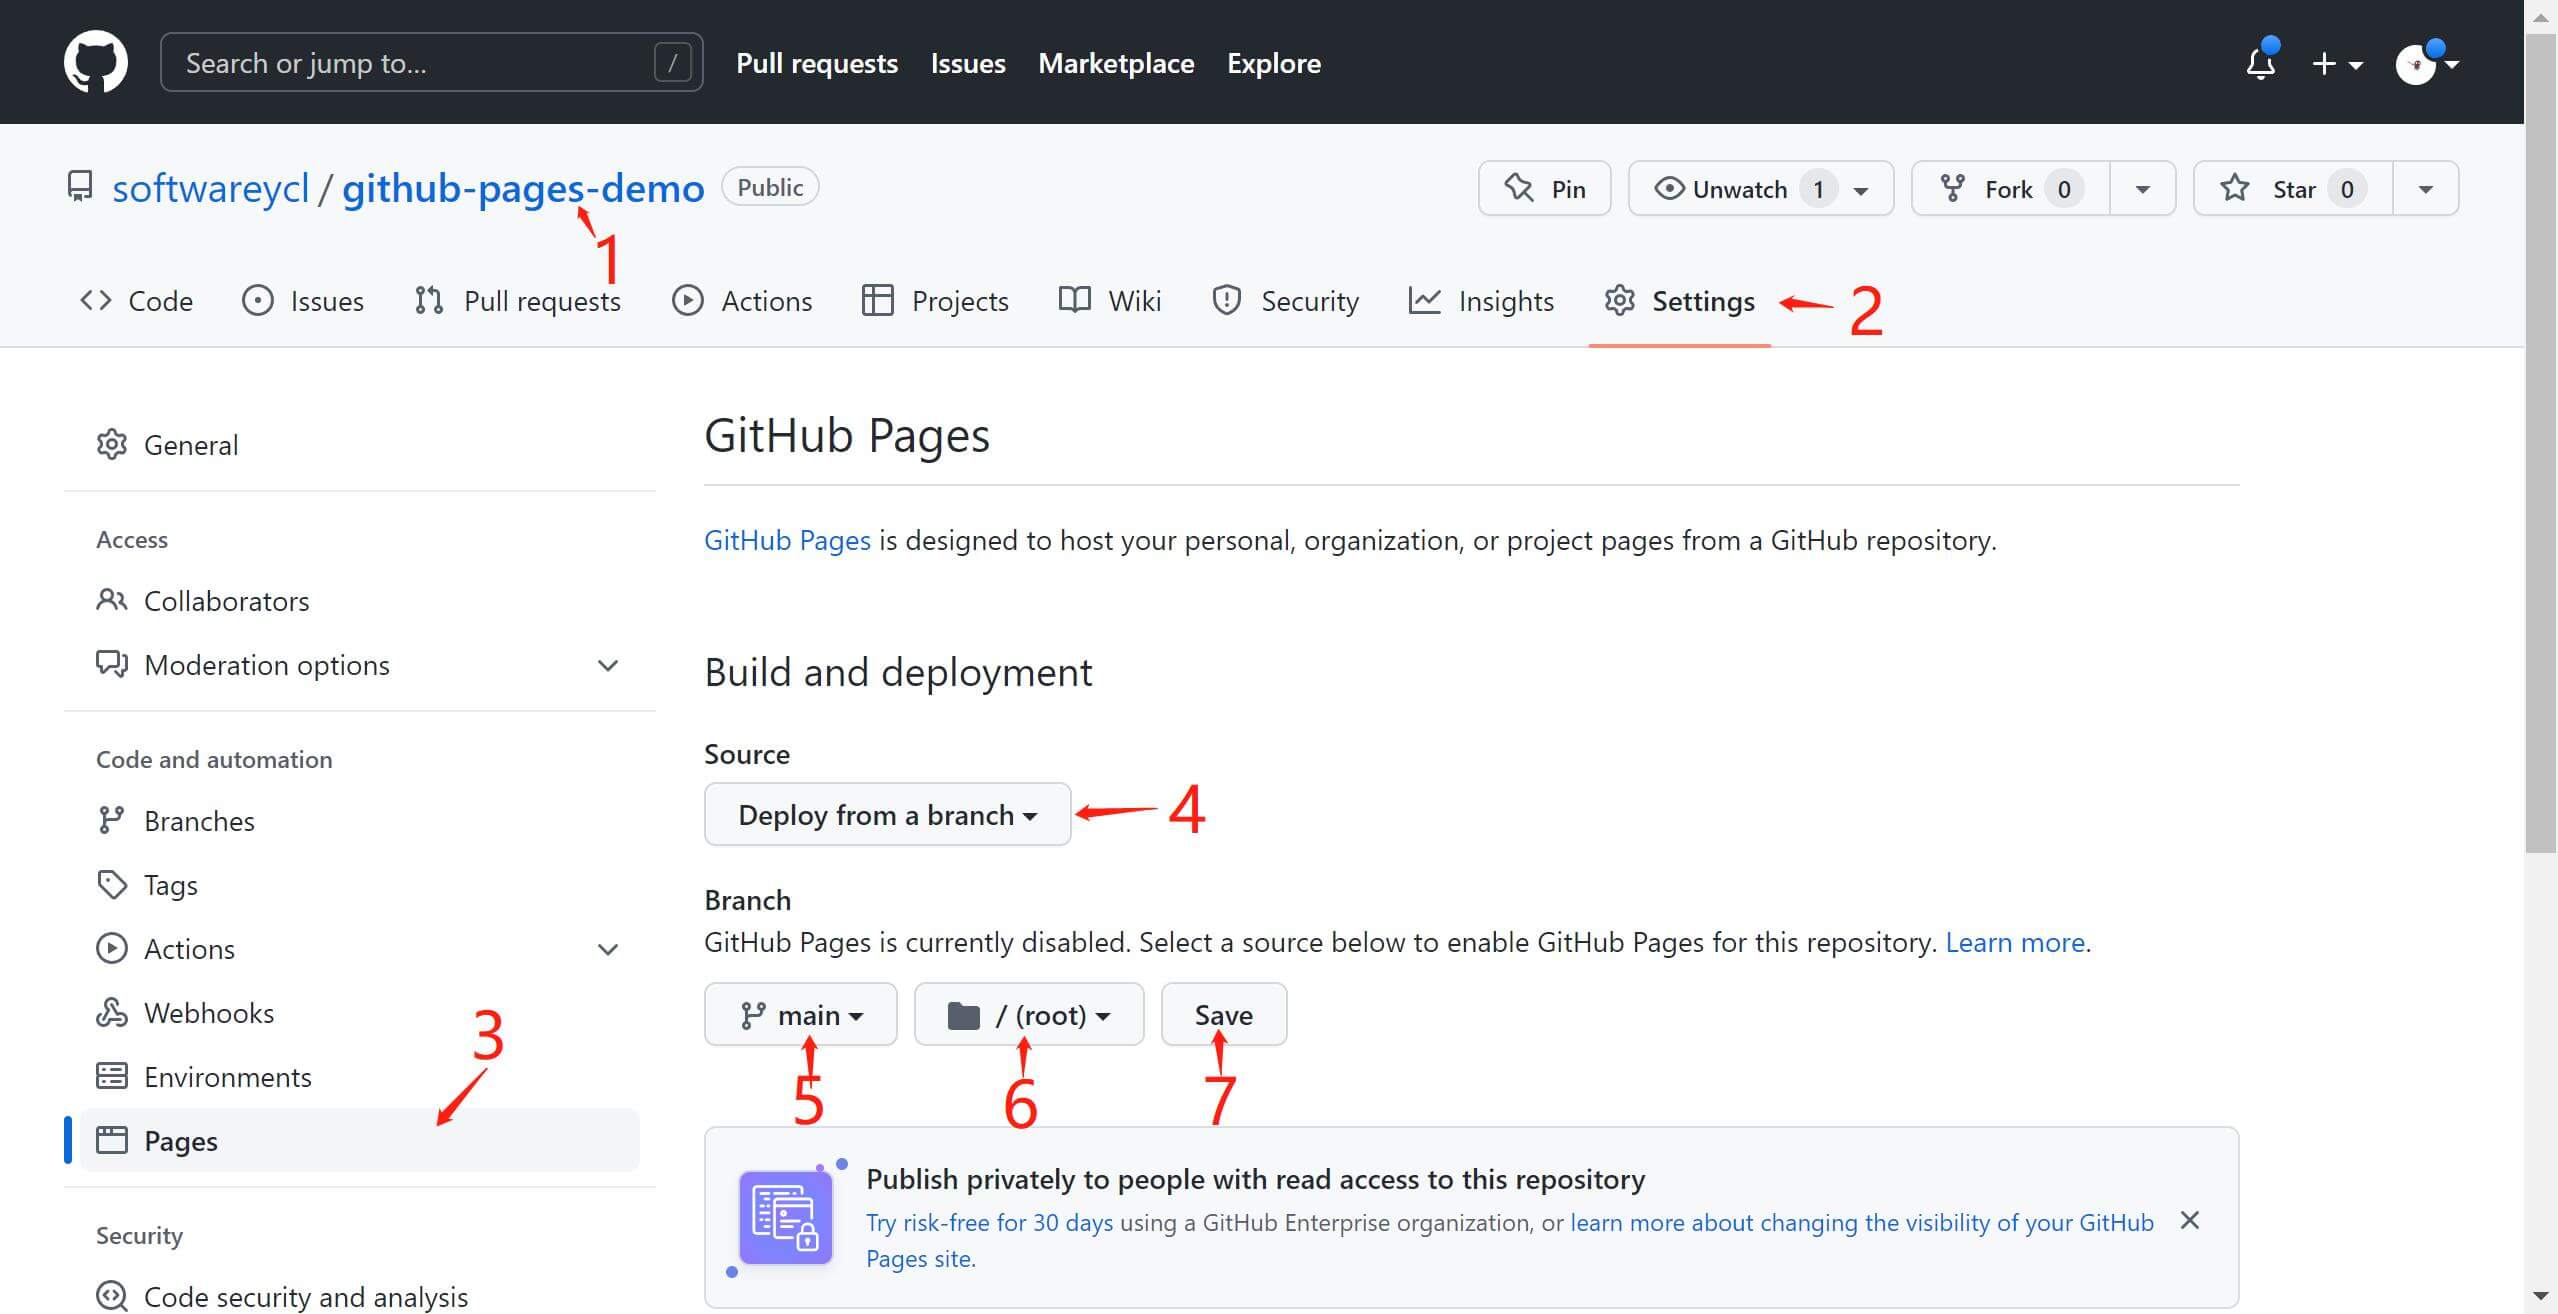 Search or jump to... / Pull requests Issues Marketplace Explore
softwareycl / github-pages-demo Public Pin Unwatch 1 Fork 0 Star 0
1
Code Issues Pull requests Actions Projects Wiki Security Insights Settings 2
General
Access
Collaborators
Moderation options
Code and automation
Branches
Tags
Actions
Webhooks
3
Environments
Pages
Security
Code security and analysis
GitHub Pages
GitHub Pages is designed to host your personal, organization, or project pages from a GitHub repository.
Build and deployment
Source
Deploy from a branch 4
Branch
GitHub Pages is currently disabled. Select a source below to enable GitHub Pages for this repository. Learn more.
main / (root) Save
5 6 7
Publish privately to people with read access to this repository
Try risk-free for 30 days using a GitHub Enterprise organization, or learn more about changing the visibility of your GitHub
Pages site.